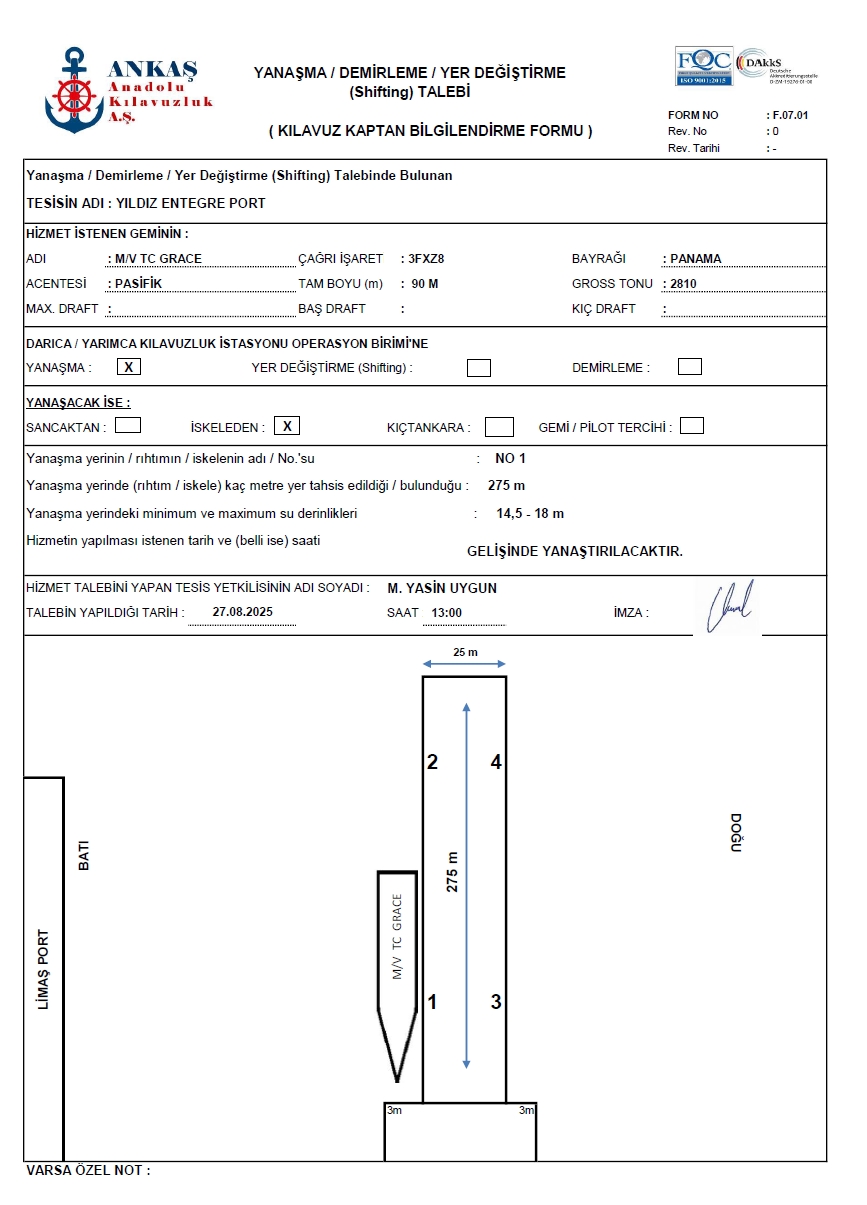 ANKAŞ
Anadolu
Kılavuzluk
A.Ş.
YANAŞMA / DEMİRLEME / YER DEĞİŞTİRME
(Shifting) TALEBİ
( KILAVUZ KAPTAN BİLGİLENDİRME FORMU )
FQC
ISO 9001:2015
DAkkS
Deutsche
Akkreditierungsstelle
FORM NO : F.07.01
Rev. No : 0
Rev. Tarihi : -
Yanaşma / Demirleme / Yer Değiştirme (Shifting) Talebinde Bulunan
TESİSİN ADI : YILDIZ ENTEGRE PORT
HİZMET İSTENEN GEMİNİN :
ADI : M/V TC GRACE ÇAĞRI İŞARET : 3FXZ8 BAYRAĞI : PANAMA
ACENTESİ : PASİFİK TAM BOYU (m) : 90 M GROSS TONU : 2810
MAX. DRAFT : BAŞ DRAFT : KIÇ DRAFT :
DARICA / YARIMCA KILAVUZLUK İSTASYONU OPERASYON BİRİMİ'NE
YANAŞMA : X YER DEĞİŞTİRME (Shifting) : DEMİRLEME :
YANAŞACAK İSE :
SANCAKTAN : İSKELEDEN : X KIÇTANKARA : GEMİ / PİLOT TERCİHİ :
Yanaşma yerinin / rıhtımın / iskelenin adı / No.'su : NO 1
Yanaşma yerinde (rıhtım / iskele) kaç metre yer tahsis edildiği / bulunduğu : 275 m
Yanaşma yerindeki minimum ve maximum su derinlikleri : 14,5 - 18 m
Hizmetin yapılması istenen tarih ve (belli ise) saati
GELİŞİNDE YANAŞTIRILACAKTIR.
HİZMET TALEBİNİ YAPAN TESİS YETKİLİSİNİN ADI SOYADI : M. YASİN UYGUN
TALEBİN YAPILDIĞI TARİH : 27.08.2025 SAAT 13:00 İMZA :
25 m
2 4
BATI
DOĞU
275 m
M/V TC GRACE
LİMAŞ PORT
1 3
3m 3m
VARSA ÖZEL NOT :